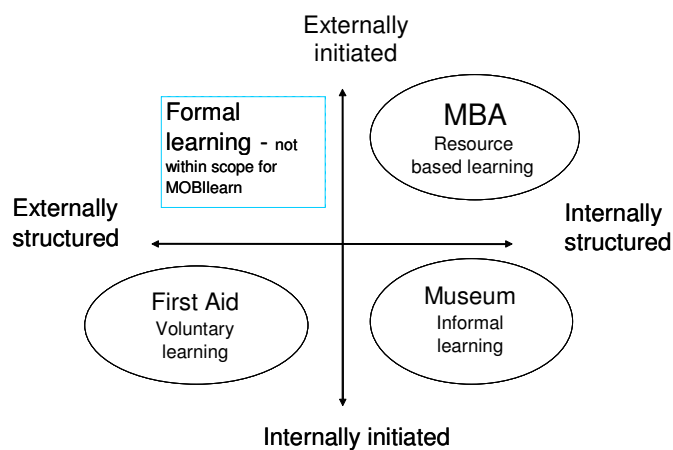 Externally
initiated
Formal
learning - not
within scope for
MOBIlearn
MBA
Resource
based learning
Externally
structured
Internally
structured
First Aid
Voluntary
learning
Museum
Informal
learning
Internally initiated